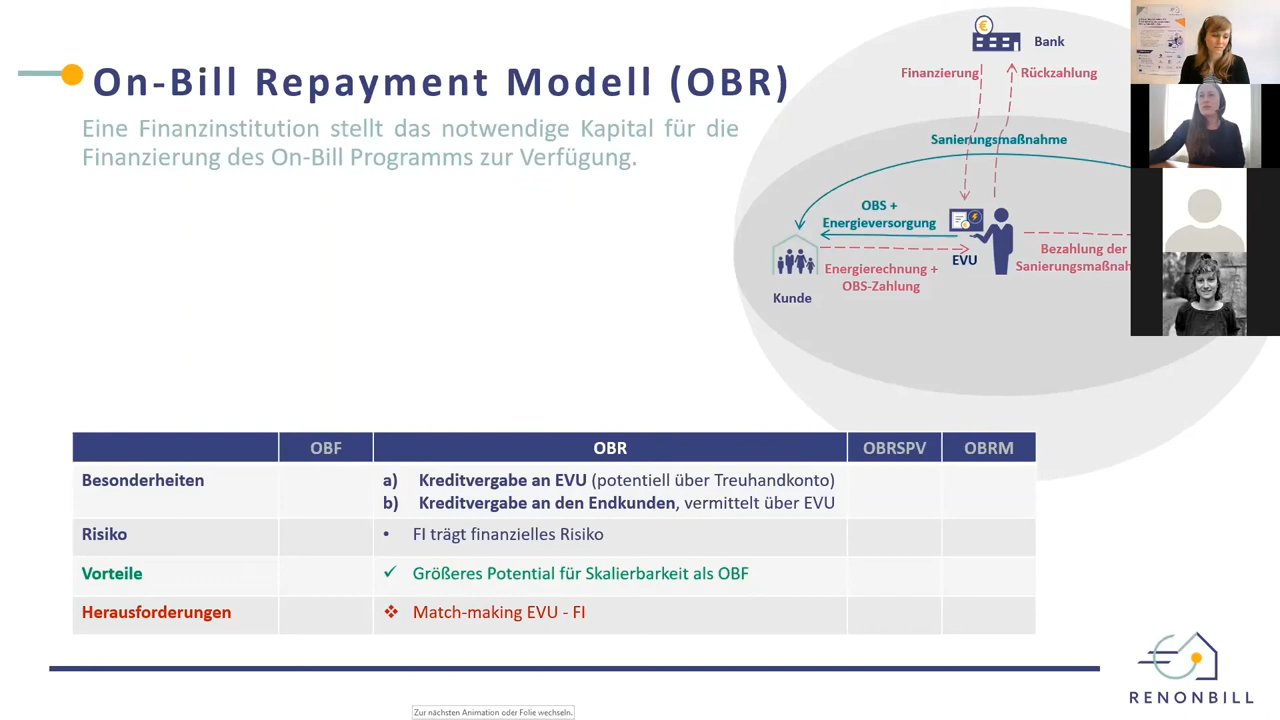 On-Bill Repayment Modell (OBR)
Eine Finanzinstitution stellt das notwendige Kapital für die
Finanzierung des On-Bill Programms zur Verfügung.
Bank
Finanzierung
Rückzahlung
Sanierungsmaßnahme
OBS +
Energieversorgung
EVU
Bezahlung der
Sanierungsmaßnah
Energierechnung +
OBS-Zahlung
Kunde
OBF OBR OBRSPV OBRM
Besonderheiten a) Kreditvergabe an EVU (potentiell über Treuhandkonto)
b) Kreditvergabe an den Endkunden, vermittelt über EVU
Risiko • FI trägt finanzielles Risiko
Vorteile ✓ Größeres Potential für Skalierbarkeit als OBF
Herausforderungen ❖ Match-making EVU - FI
RENONBILL
Zur nächsten Animation oder Folie wechseln.